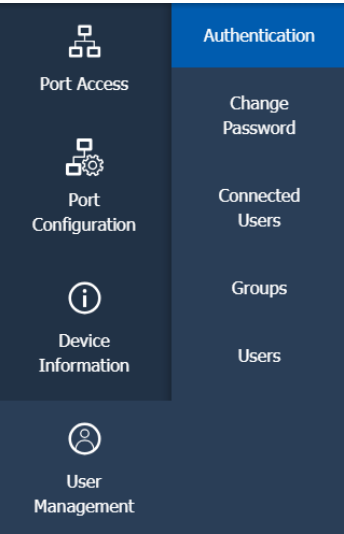 Port Access
Port
Configuration
Device
Information
User
Management
Authentication
Change
Password
Connected
Users
Groups
Users